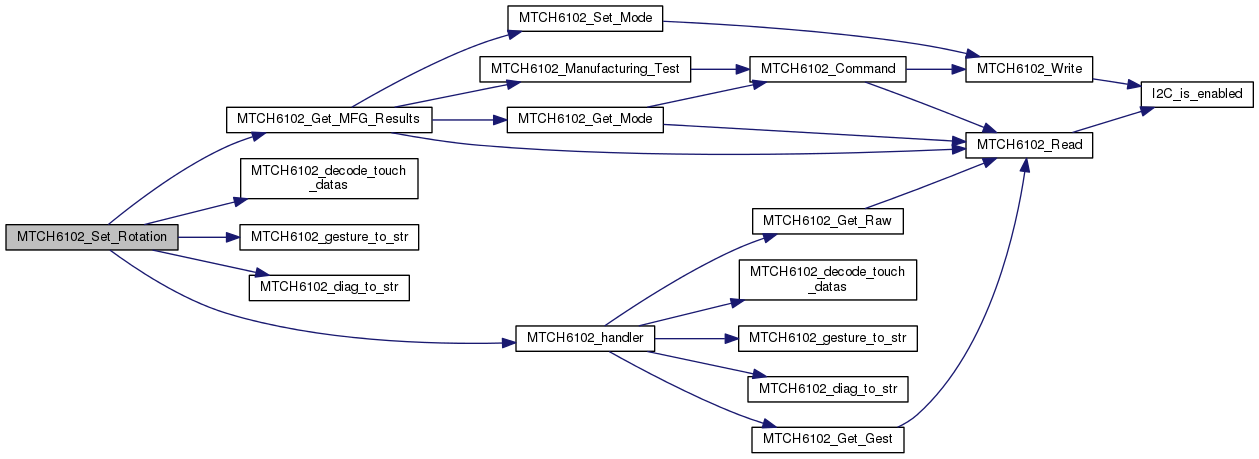 MTCH6102_Set_Mode
MTCH6102_Manufacturing_Test
MTCH6102_Command
MTCH6102_Write
I2C_is_enabled
MTCH6102_Get_MFG_Results
MTCH6102_Get_Mode
MTCH6102_Read
MTCH6102_decode_touch
_datas
MTCH6102_Set_Rotation
MTCH6102_gesture_to_str
MTCH6102_diag_to_str
MTCH6102_Get_Raw
MTCH6102_decode_touch
_datas
MTCH6102_handler
MTCH6102_gesture_to_str
MTCH6102_diag_to_str
MTCH6102_Get_Gest